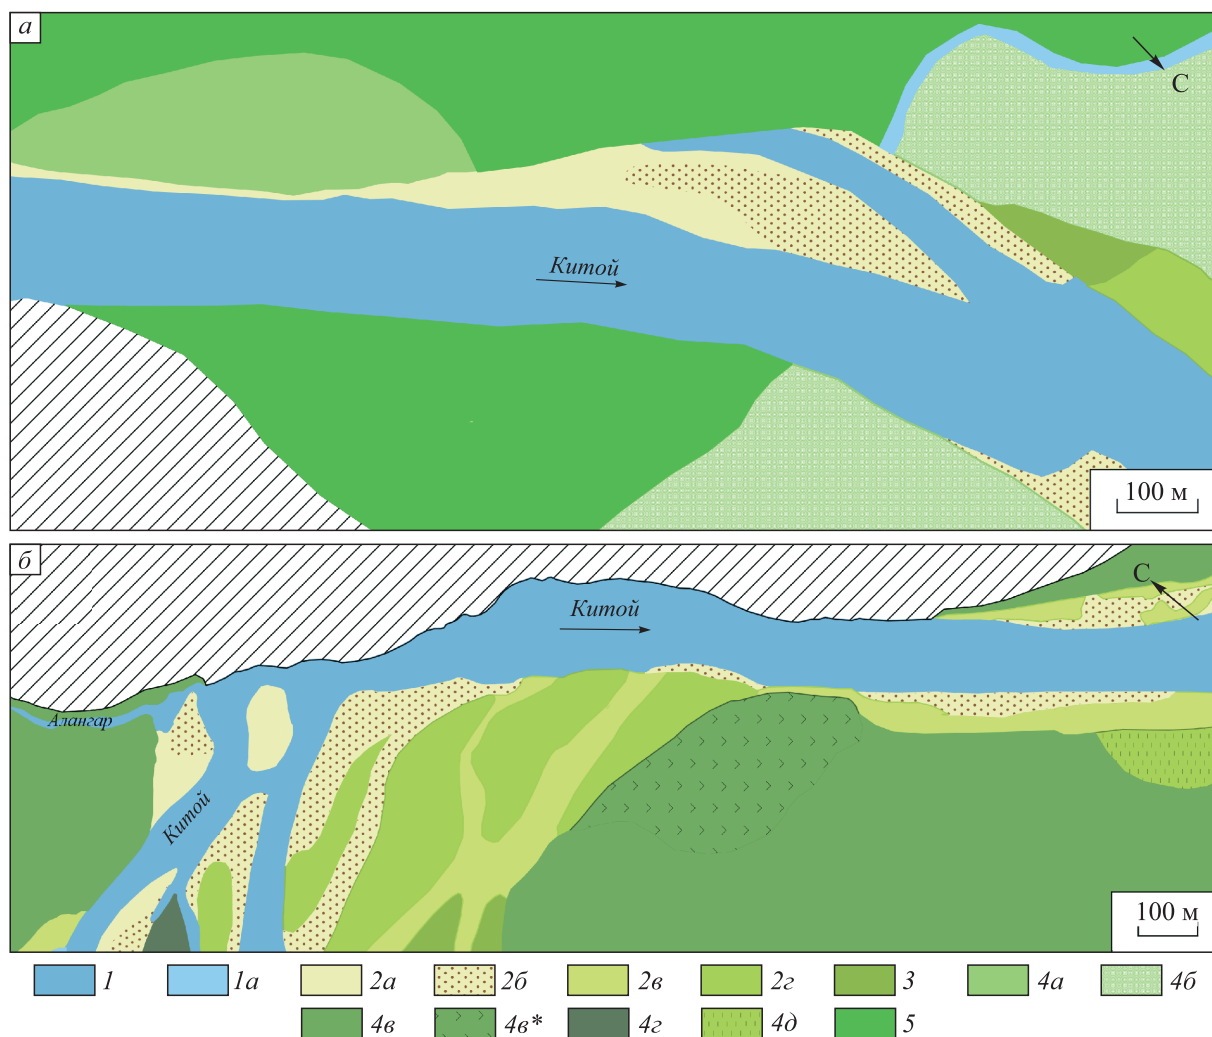 а
С
Китой
100 м
б
С
Китой
Алангар
Китой
100 м
1 1а 2а 2б 2в 2г 3 4а 4б
4в 4в* 4г 4д 5